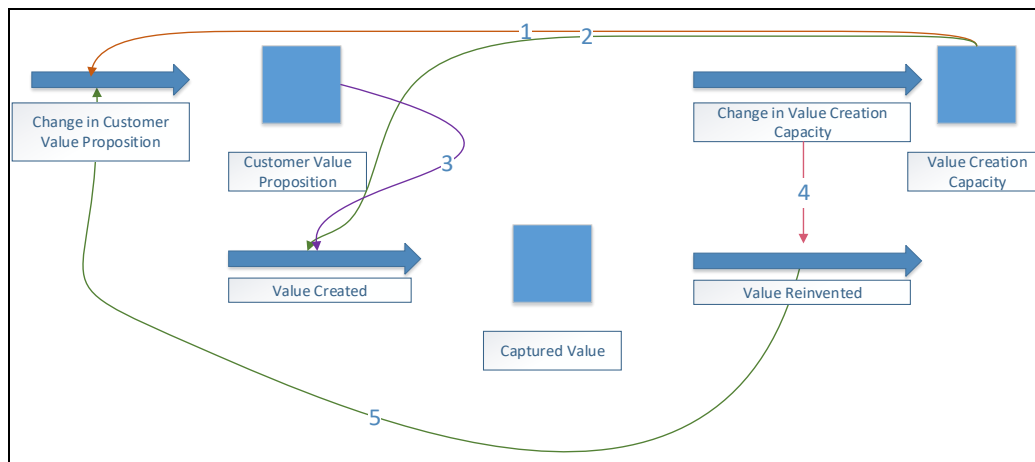 1
2
Change in Customer
Value Proposition
Customer Value
Proposition
3
Change in Value Creation
Capacity
Value Creation
Capacity
4
Value Created
Value Reinvented
Captured Value
5